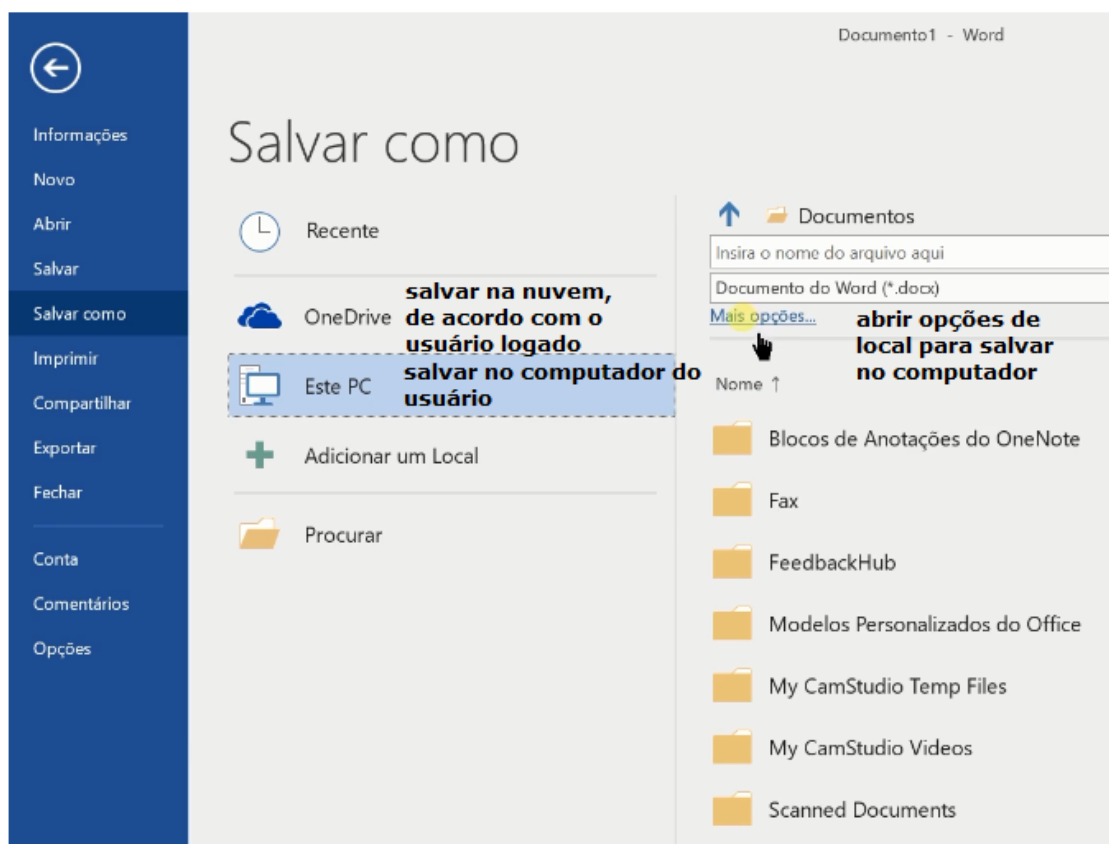 Documento1 - Word
Informações
Novo
Abrir
Salvar
Salvar como
Imprimir
Compartilhar
Exportar
Fechar
Conta
Comentários
Opções
Salvar como
Recente
OneDrive
salvar na nuvem,
de acordo com o
usuário logado
Este PC
salvar no computador do
usuário
Adicionar um Local
Procurar
Documentos
Insira o nome do arquivo aqui
Documento do Word (*.docx)
Mais opções...
abrir opções de
local para salvar
no computador
Nome ↑
Blocos de Anotações do OneNote
Fax
FeedbackHub
Modelos Personalizados do Office
My CamStudio Temp Files
My CamStudio Videos
Scanned Documents